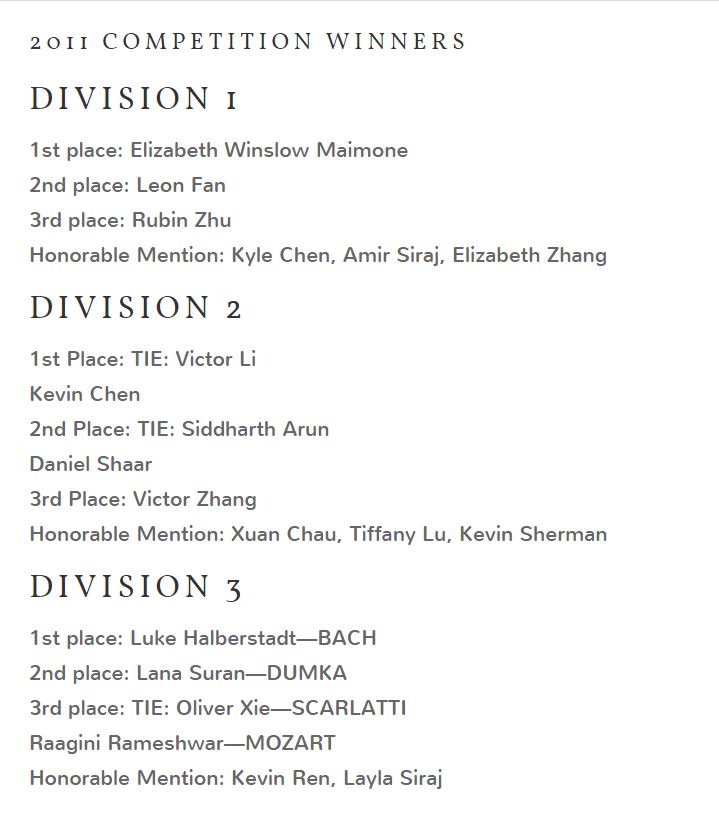 2011 COMPETITION WINNERS
DIVISION 1
1st place: Elizabeth Winslow Maimone
2nd place: Leon Fan
3rd place: Rubin Zhu
Honorable Mention: Kyle Chen, Amir Siraj, Elizabeth Zhang
DIVISION 2
1st Place: TIE: Victor Li
Kevin Chen
2nd Place: TIE: Siddharth Arun
Daniel Shaar
3rd Place: Victor Zhang
Honorable Mention: Xuan Chau, Tiffany Lu, Kevin Sherman
DIVISION 3
1st place: Luke Halberstadt—BACH
2nd place: Lana Suran—DUMKA
3rd place: TIE: Oliver Xie—SCARLATTI
Raagini Rameshwar—MOZART
Honorable Mention: Kevin Ren, Layla Siraj